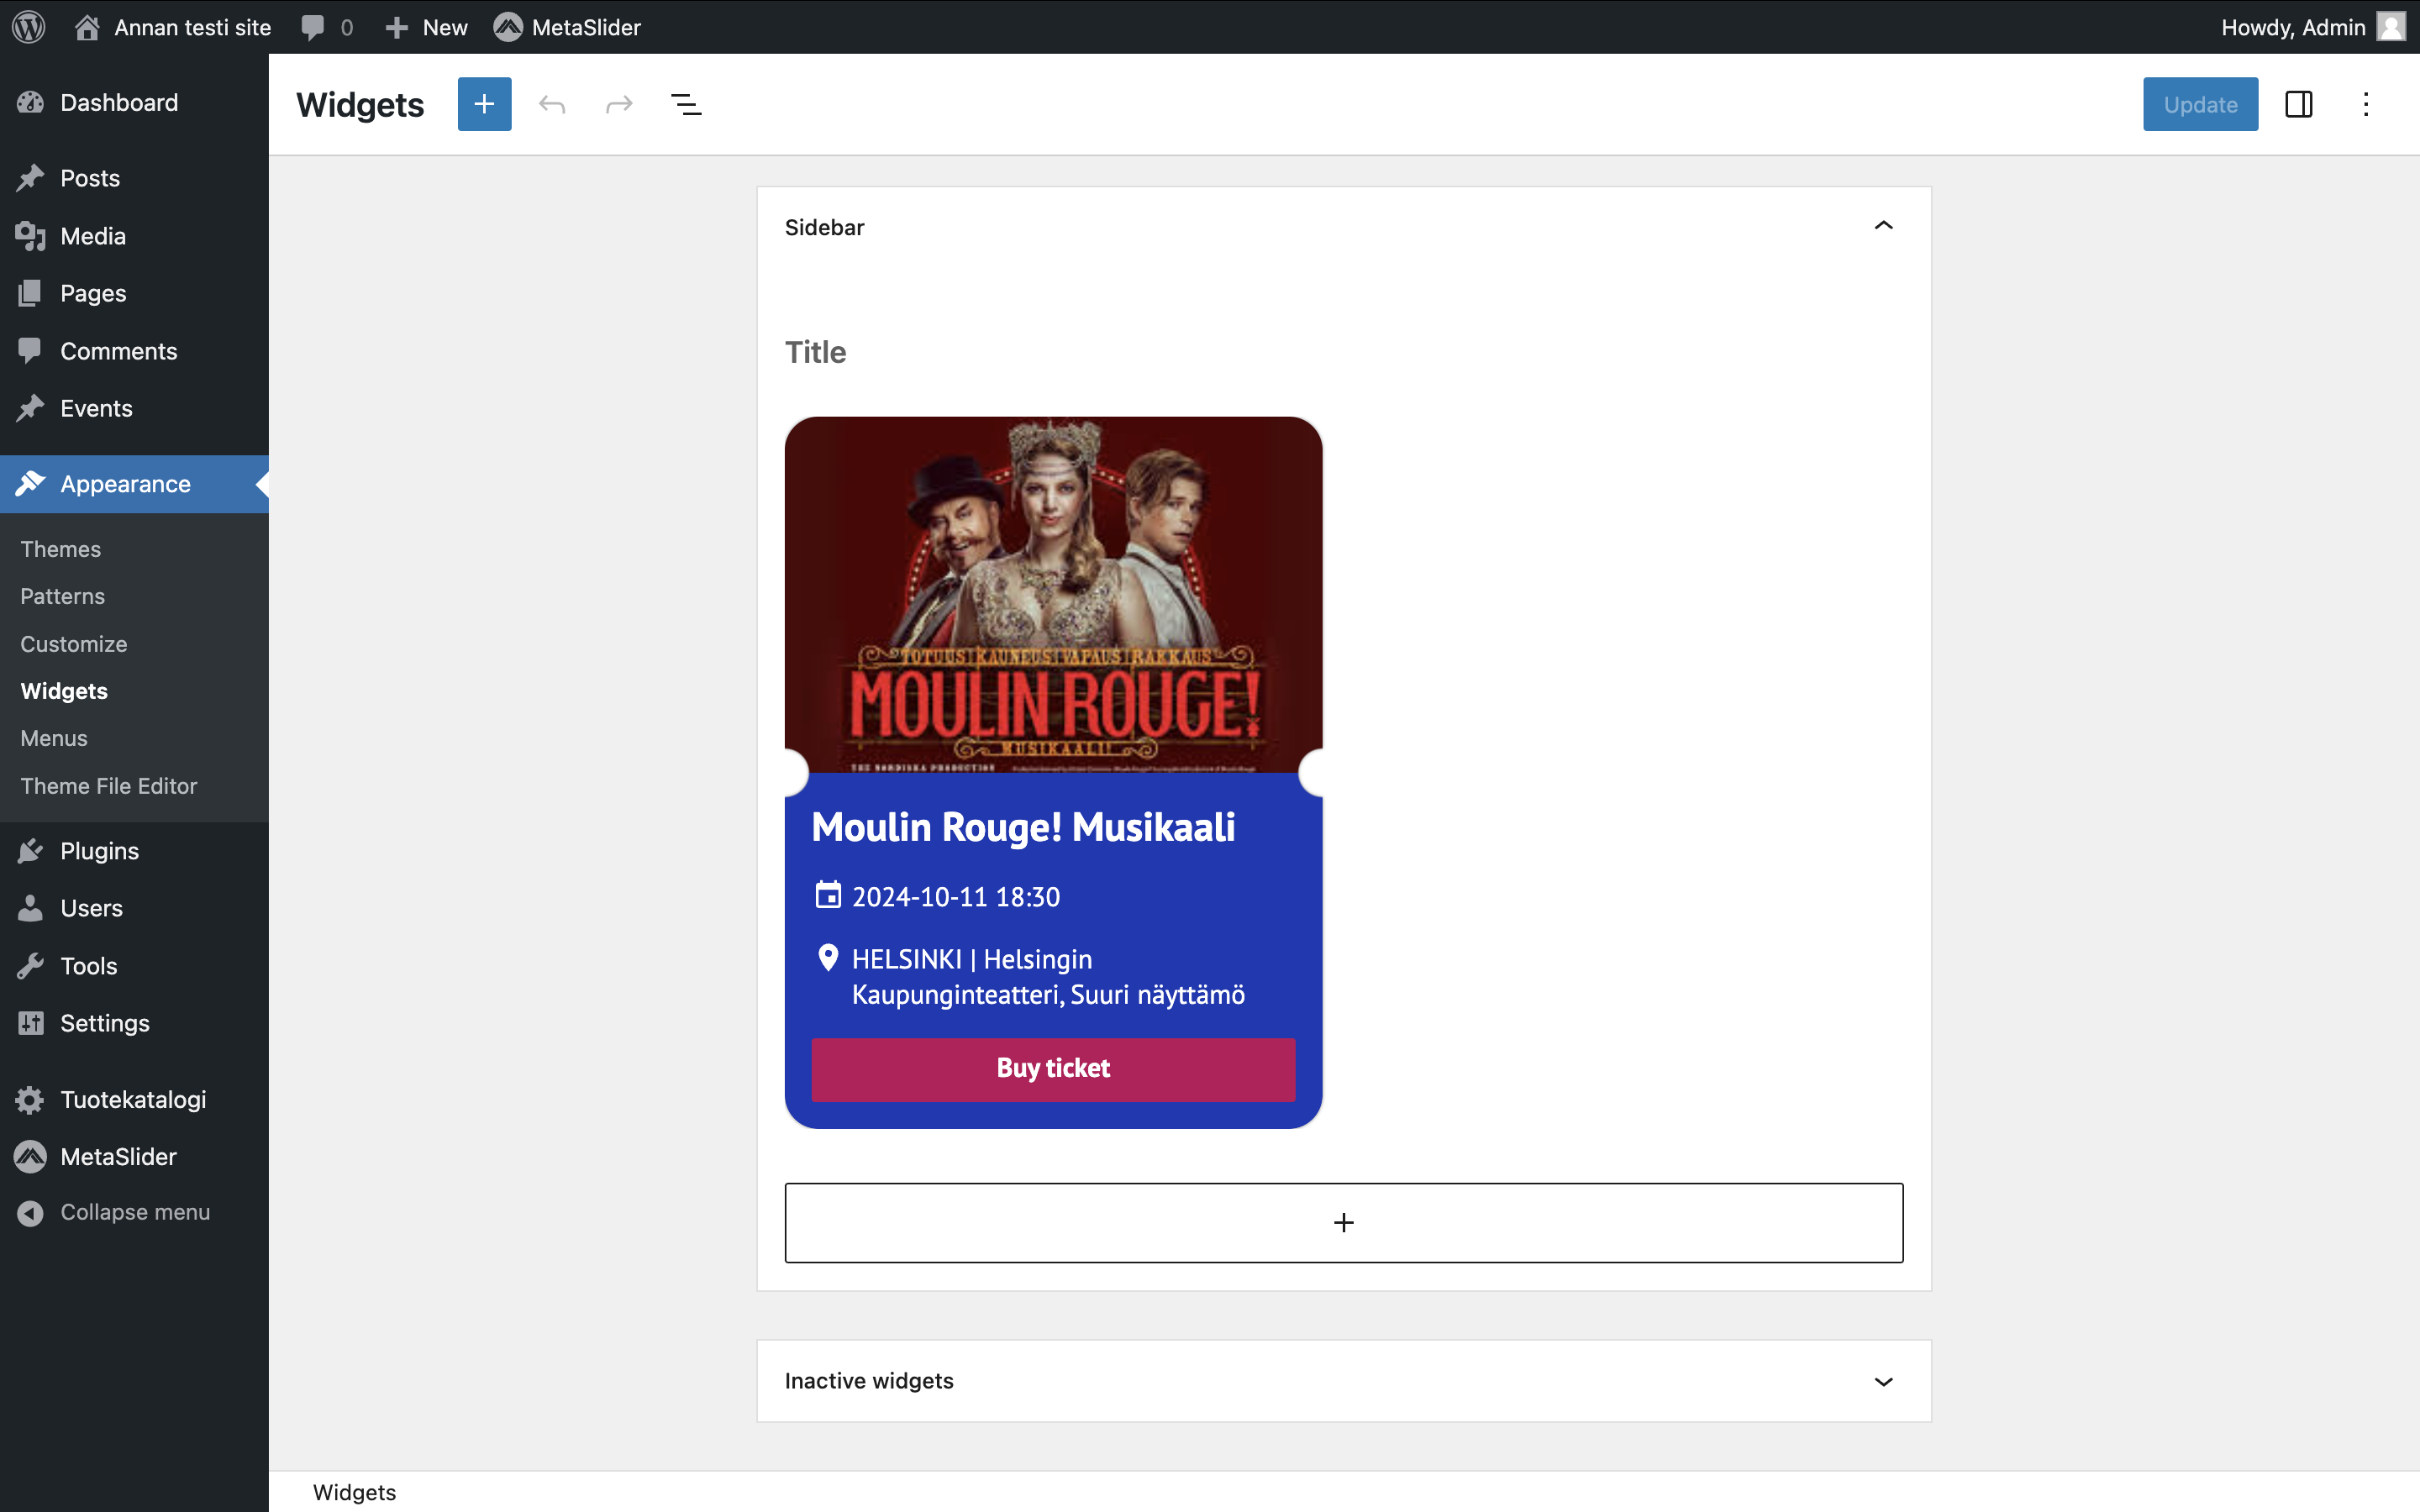 Annan testi site
0
New
MetaSlider
Howdy, Admin
Dashboard
Posts
Media
Pages
Comments
Events
Appearance
Themes
Patterns
Customize
Widgets
Menus
Theme File Editor
Plugins
Users
Tools
Settings
Tuotekatalogi
MetaSlider
Collapse menu
Widgets
Update
Sidebar
Title
TOTUUS KAUNEUS VAPAUS RAKKAUS
MOULIN ROUGE!
MUSIKAALI
THE NORDISKA PRODUCTION
Moulin Rouge! Musikaali
2024-10-11 18:30
HELSINKI | Helsingin
Kaupunginteatteri, Suuri näyttämö
Buy ticket
Inactive widgets
Widgets